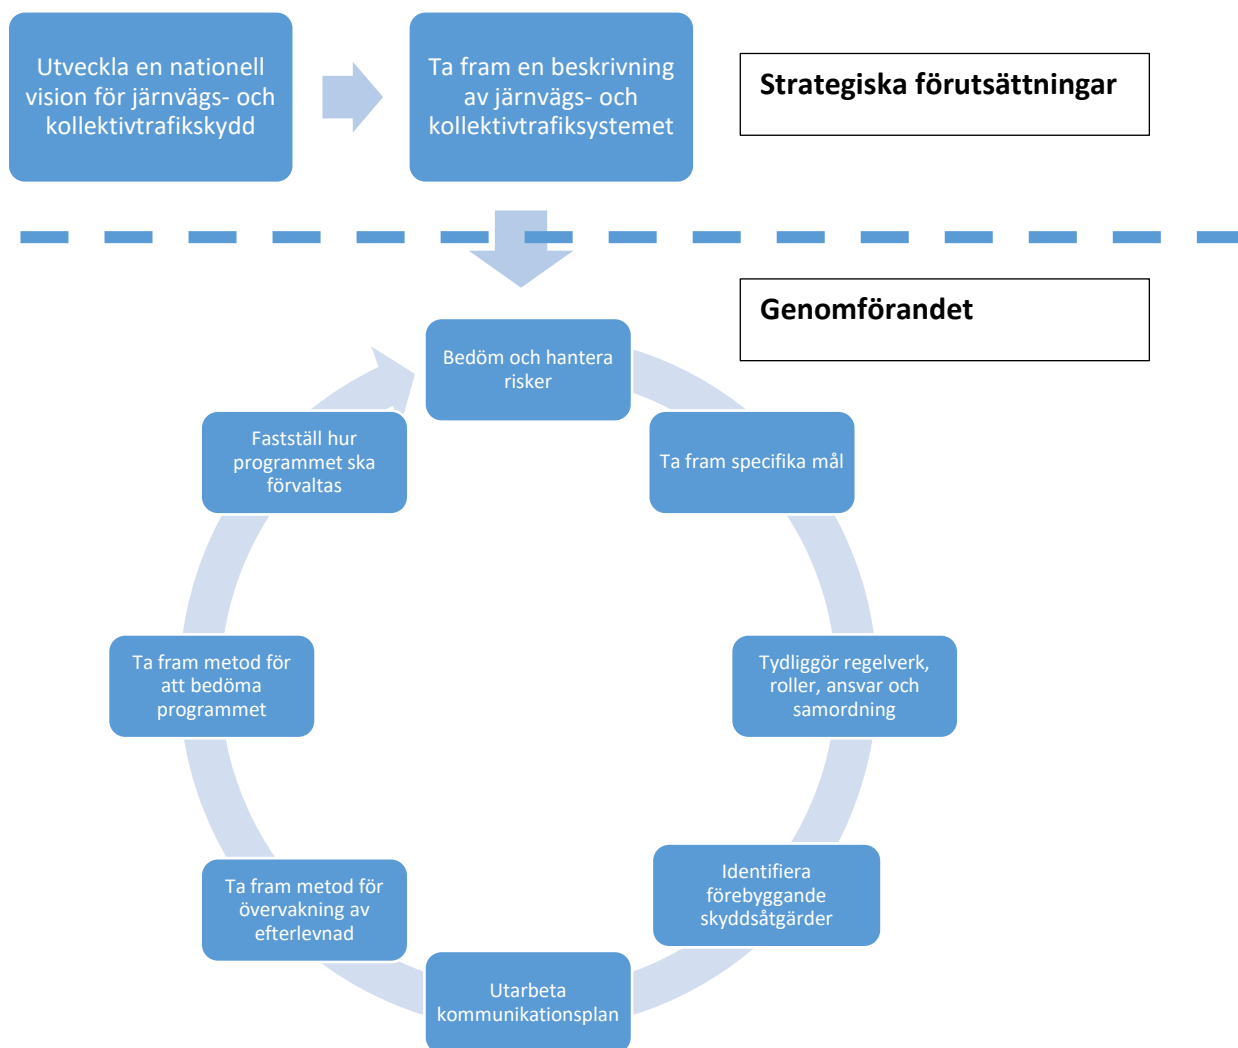 Utveckla en nationell
vision för järnvägs- och
kollektivtrafikskydd
Ta fram en beskrivning
av järnvägs- och
kollektivtrafiksystemet
Strategiska förutsättningar
Genomförandet
Bedöm och hantera
risker
Ta fram specifika mål
Tydliggör regelverk,
roller, ansvar och
samordning
Identifiera
förebyggande
skyddsåtgärder
Utarbeta
kommunikationsplan
Ta fram metod för
övervakning av
efterlevnad
Ta fram metod för
att bedöma
programmet
Fastställ hur
programmet ska
förvaltas